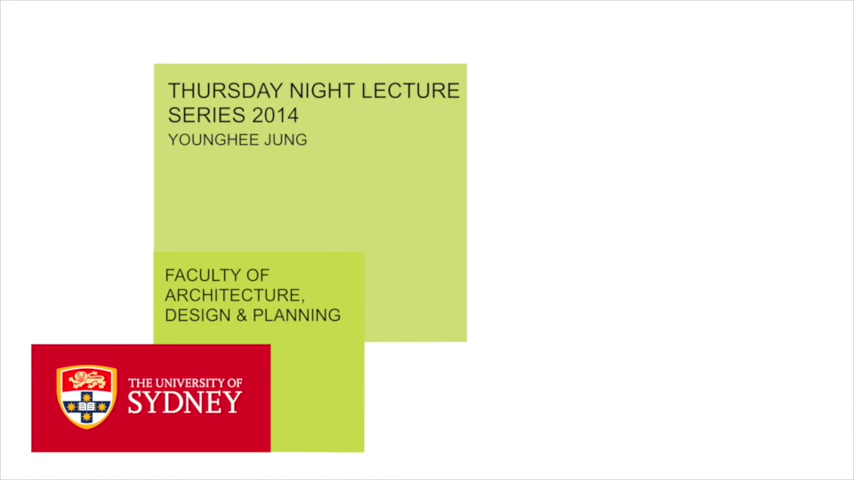 THURSDAY NIGHT LECTURE
SERIES 2014
YOUNGHEE JUNG
FACULTY OF
ARCHITECTURE,
DESIGN & PLANNING
THE UNIVERSITY OF
SYDNEY